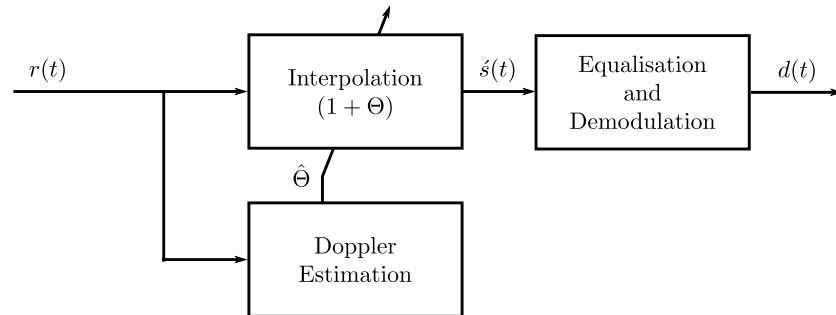 r(t)
Interpolation
(1 + Θ)
ś(t)
Equalisation
and
Demodulation
d(t)
Θ̂
Doppler
Estimation